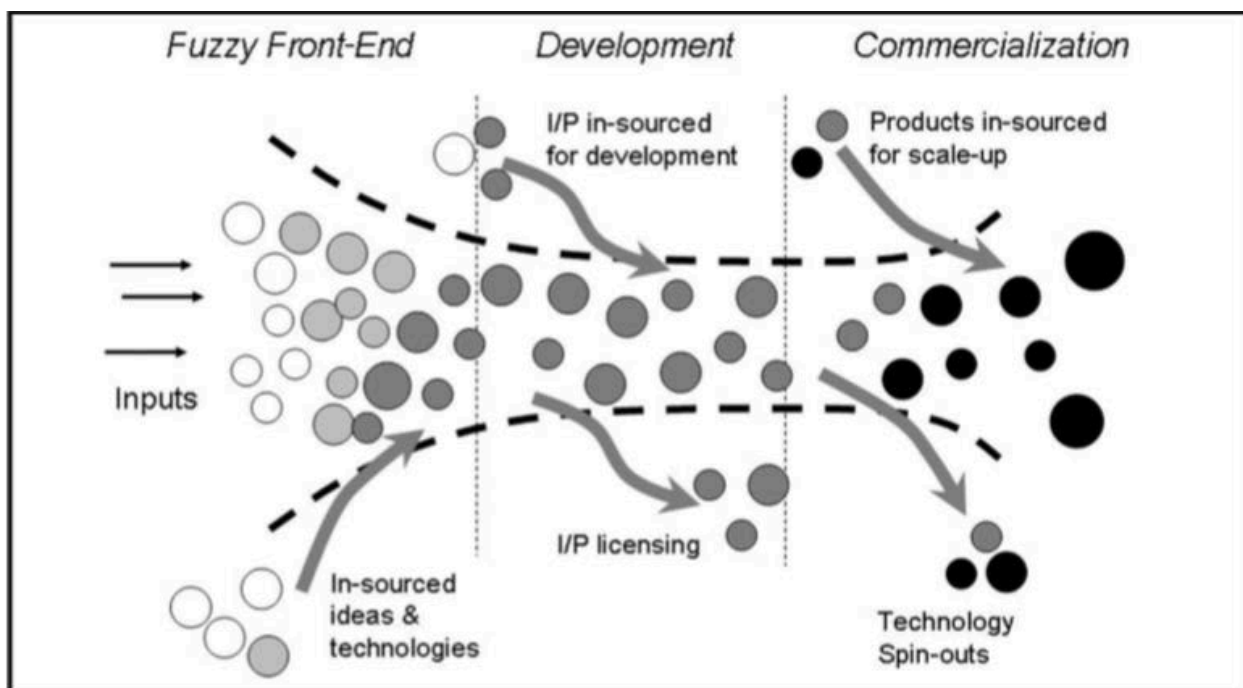 Fuzzy Front-End
Development
Commercialization
I/P in-sourced
for development
Products in-sourced
for scale-up
Inputs
I/P licensing
In-sourced
ideas &
technologies
Technology
Spin-outs